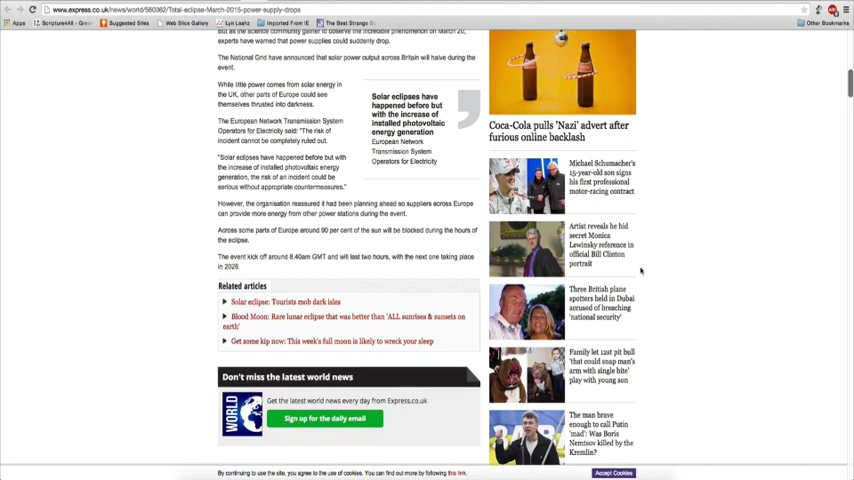 www.express.co.uk/news/world/560362/Total-eclipse-March-2015-power-supply-drops
Apps
Scripture4All - Greek/
Suggested Sites
Web Slice Gallery
Lyn Leahz
Imported From IE
The Best Strange S
Other Bookmarks
But as the science community gather to observe the incredible phenomenon on March 20,
experts have warned that power supplies could suddenly drop.
The National Grid have announced that solar power output across Britain will halve during the
event.
While little power comes from solar energy in
the UK, other parts of Europe could see
themselves thrusted into darkness.
The European Network Transmission System
Operators for Electricity said: "The risk of
incident cannot be completely ruled out.
"Solar eclipses have happened before but with
the increase of installed photovoltaic energy
generation, the risk of an incident could be
serious without appropriate countermeasures."
Solar eclipses have
happened before but
with the increase of
installed photovoltaic
energy generation
European Network
Transmission System
Operators for Electricity
However, the organisation reassured it had been planning ahead so suppliers across Europe
can provide more energy from other power stations during the event.
Across some parts of Europe around 90 per cent of the sun will be blocked during the hours of
the eclipse.
The event kick off around 8.40am GMT and will last two hours, with the next one taking place
in 2026.
Related articles
Solar eclipse: Tourists mob dark isles
Blood Moon: Rare lunar eclipse that was better than 'ALL sunrises & sunsets on
earth'
Get some kip now: This week's full moon is likely to wreck your sleep
Don't miss the latest world news
WORLD
Get the latest world news every day from Express.co.uk
Sign up for the daily email
Coca-Cola pulls 'Nazi' advert after
furious online backlash
Michael Schumacher's
15-year-old son signs
his first professional
motor-racing contract
Artist reveals he hid
secret Monica
Lewinsky reference in
official Bill Clinton
portrait
Three British plane
spotters held in Dubai
accused of breaching
'national security'
Family let 12st pit bull
'that could snap man's
arm with single bite'
play with young son
The man brave
enough to call Putin
'mad': Was Boris
Nemtsov killed by the
Kremlin?
By continuing to use the site, you agree to the use of cookies. You can find out more by following this link.
Accept Cookies